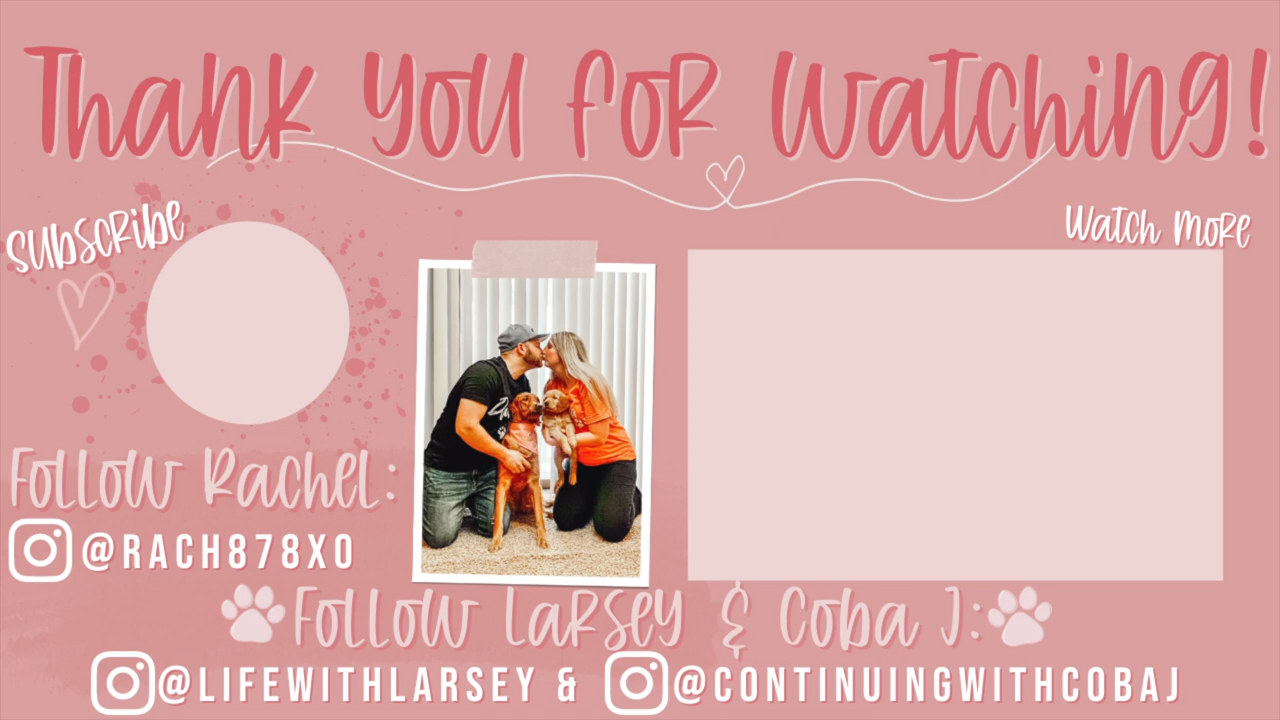 Thank you for watching!
Subscribe
Watch more
Follow Rachel:
@RACH878XO
Follow Larsey & Coba J:
@LIFEWITHLARSEY & @CONTINUINGWITHCOBAJ